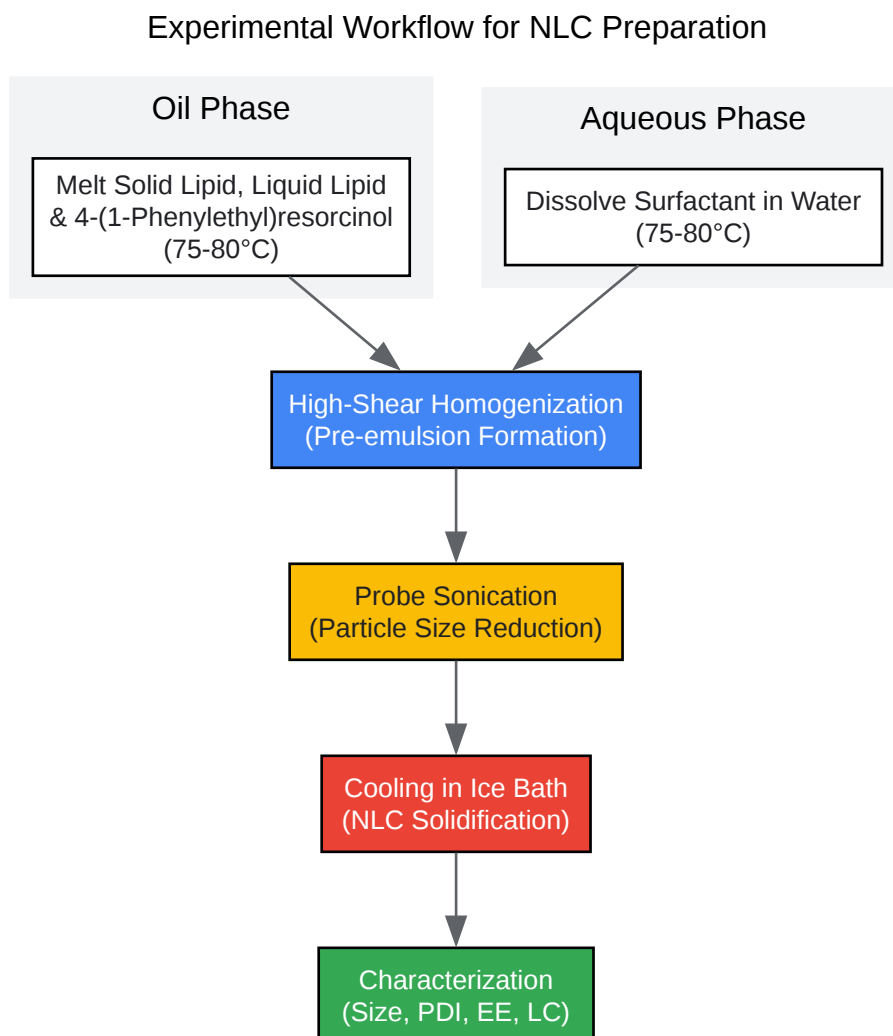 Experimental Workflow for NLC Preparation
Oil Phase
Melt Solid Lipid, Liquid Lipid
& 4-(1-Phenylethyl)resorcinol
(75-80°C)
Aqueous Phase
Dissolve Surfactant in Water
(75-80°C)
High-Shear Homogenization
(Pre-emulsion Formation)
Probe Sonication
(Particle Size Reduction)
Cooling in Ice Bath
(NLC Solidification)
Characterization
(Size, PDI, EE, LC)